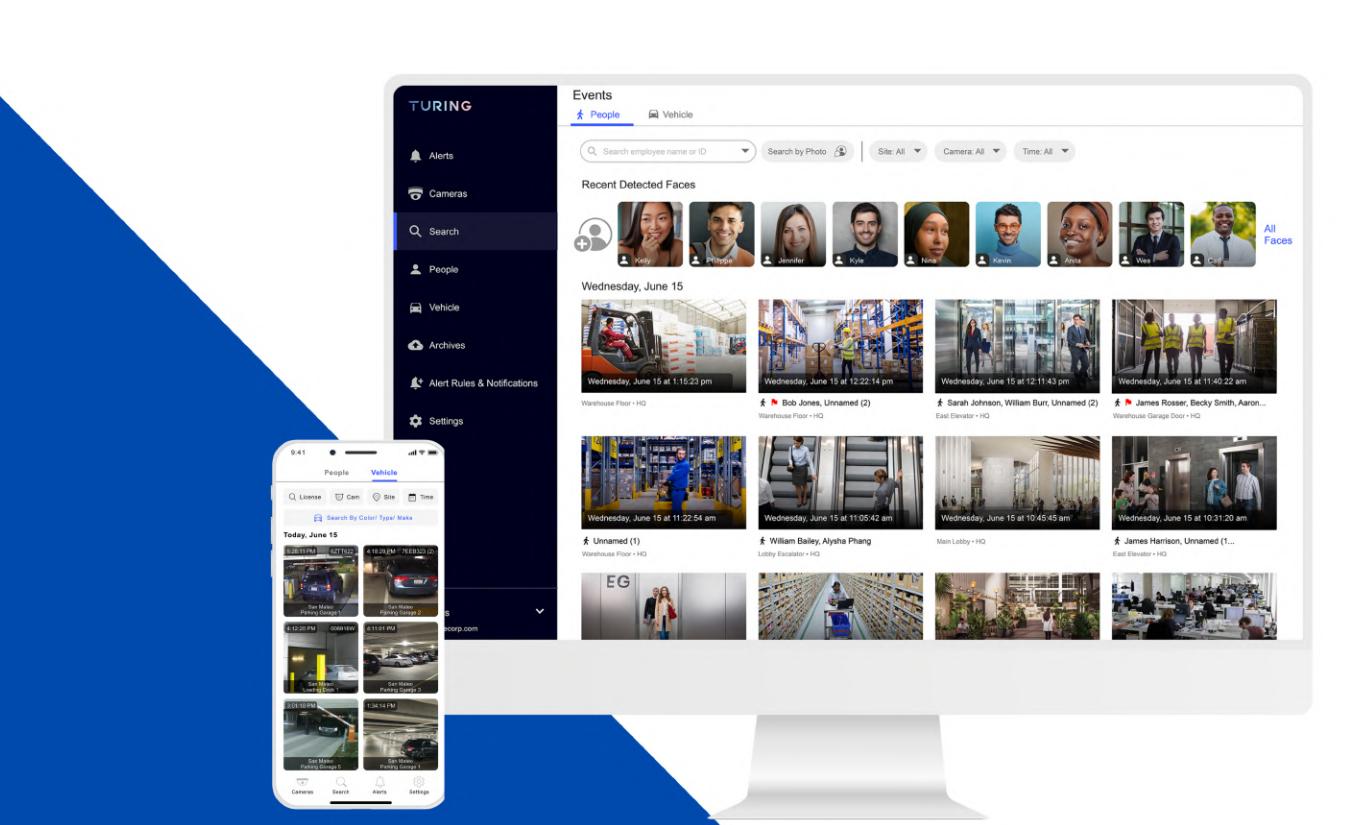 TURING
Alerts
Cameras
Search
People
Vehicle
Archives
Alert Rules & Notifications
Settings
ecorp.com
Events
People
Vehicle
Search employee name or ID
Search by Photo
Site: All
Camera: All
Time: All
Recent Detected Faces
Kelly
Philippe
Jennifer
Kyle
Nina
Kevin
Anita
Wes
Carl
All
Faces
Wednesday, June 15
Wednesday, June 15 at 1:15:23 pm
Warehouse Floor • HQ
Wednesday, June 15 at 12:22:14 pm
Bob Jones, Unnamed (2)
Warehouse Floor • HQ
Wednesday, June 15 at 12:11:43 pm
Sarah Johnson, William Burr, Unnamed (2)
East Elevator • HQ
Wednesday, June 15 at 11:40:22 am
James Rosser, Becky Smith, Aaron...
Warehouse Garage Door • HQ
Wednesday, June 15 at 11:22:54 am
Unnamed (1)
Warehouse Floor • HQ
Wednesday, June 15 at 11:05:42 am
William Bailey, Alysha Phang
Lobby Escalator • HQ
Wednesday, June 15 at 10:45:45 am
Main Lobby • HQ
Wednesday, June 15 at 10:31:20 am
James Harrison, Unnamed (1...
East Elevator • HQ
EG
9:41
People
Vehicle
License
Cam
Site
Time
Search By Color/ Type/ Make
Today, June 15
5:28:11 PM
6ZTT622
San Mateo
Parking Garage 1
4:18:29 PM
7EEB323 (2)
San Mateo
Parking Garage 2
4:12:20 PM
San Mateo
Loading Dock 1
4:11:01 PM
San Mateo
Parking Garage 3
3:01:10 PM
San Mateo
Parking Garage 5
1:34:14 PM
San Mateo
Parking Garage 1
Cameras
Search
Alerts
Settings